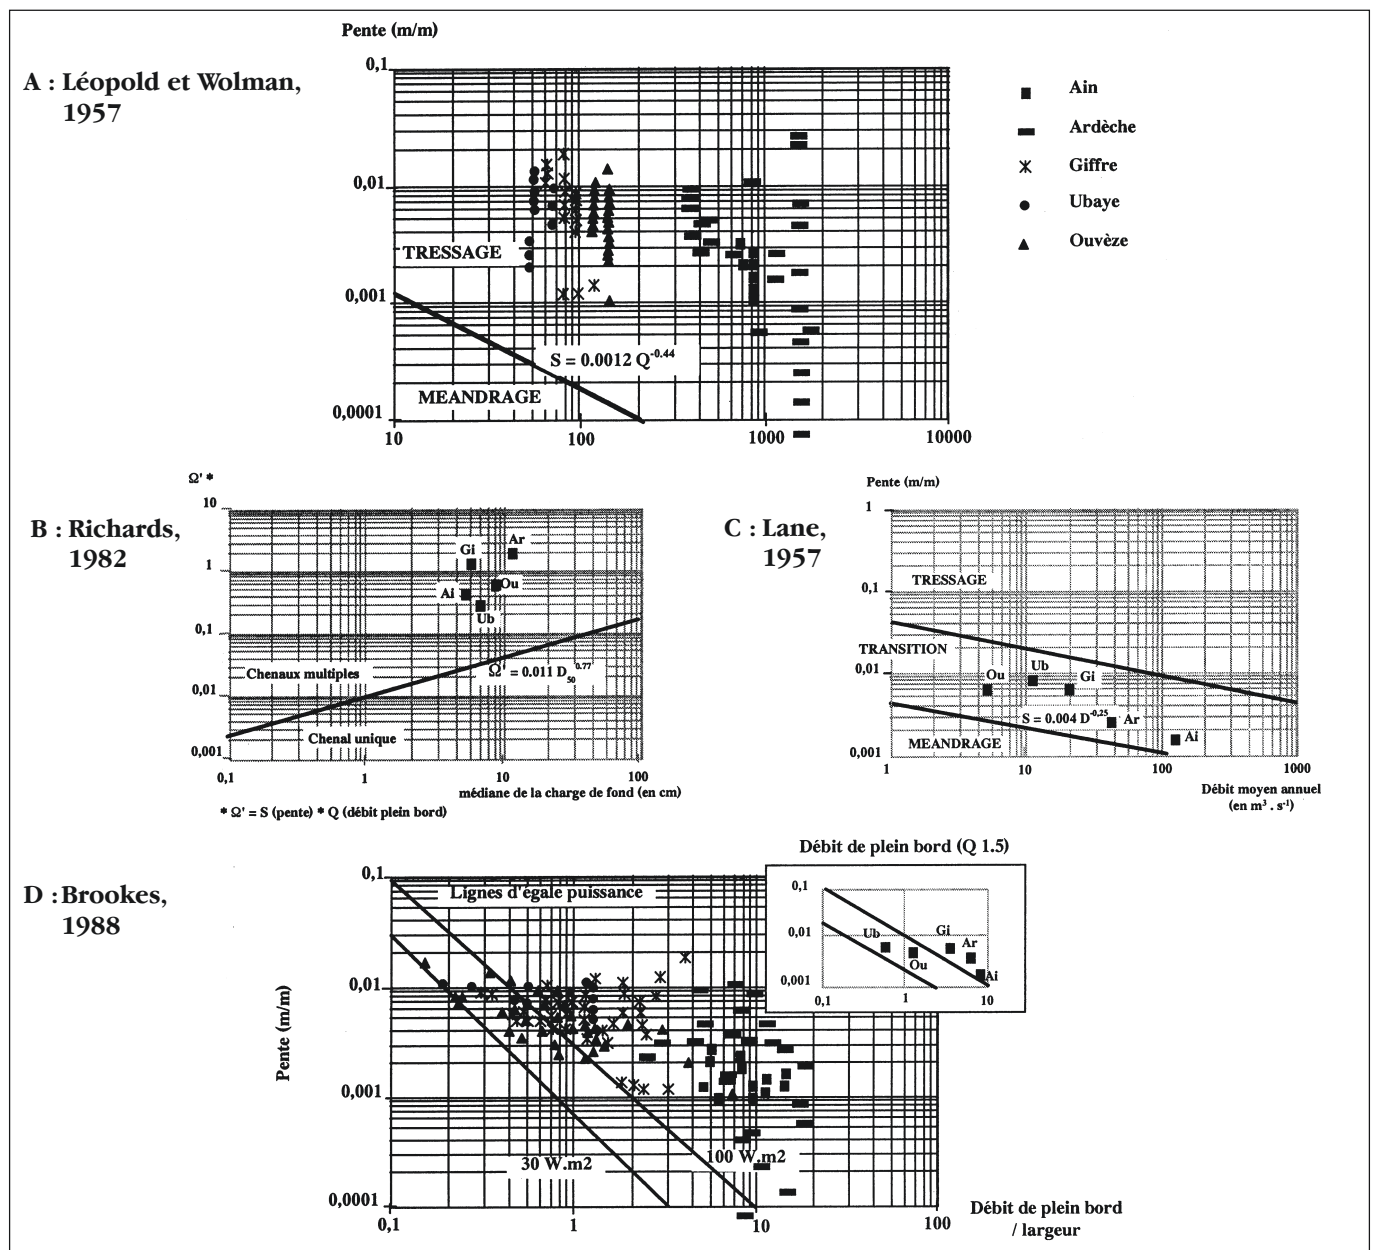 Pente (m/m)
A : Léopold et Wolman,
1957
0,1
0,01
0,001
0,0001
TRESSAGE
S = 0.0012 Q-0.44
MEANDRAGE
10
100
1000
10000
Ain
Ardèche
Giffre
Ubaye
Ouvèze
B : Richards,
1982
Ω' *
10
1
0,1
0,01
0,001
Gi
Ar
Ai
Ou
Ub
Chenaux multiples
Ω' = 0.011 D50 0.77
Chenal unique
0,1
1
10
100
médiane de la charge de fond (en cm)
* Ω' = S (pente) * Q (débit plein bord)
C : Lane,
1957
Pente (m/m)
1
0,1
0,01
0,001
TRESSAGE
TRANSITION
Ou
Ub
Gi
S = 0.004 D-0,25
Ar
MEANDRAGE
Ai
1
10
100
1000
Débit moyen annuel
(en m3 . s-1)
D : Brookes,
1988
Débit de plein bord (Q 1.5)
0,1
0,01
0,001
Ub
Gi
Ar
Ou
Ai
0,1
1
10
Pente (m/m)
0,1
0,01
0,001
0,0001
Lignes d'égale puissance
30 W.m2
100 W.m2
0,1
1
10
100
Débit de plein bord
/ largeur